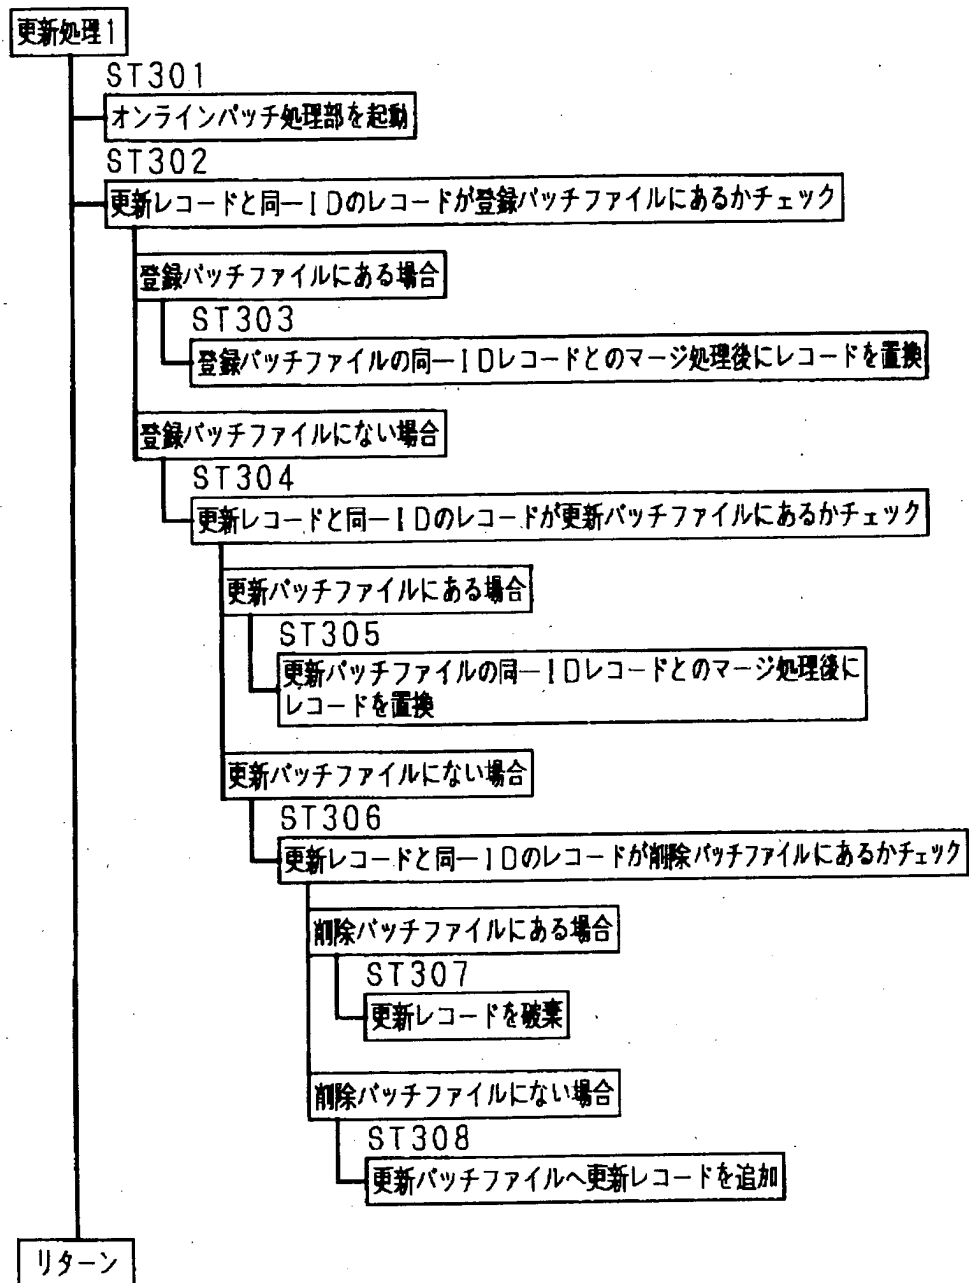 更新処理1
ST301
オンラインパッチ処理部を起動
ST302
更新レコードと同一IDのレコードが登録パッチファイルにあるかチェック
登録パッチファイルにある場合
ST303
登録パッチファイルの同一IDレコードとのマージ処理後にレコードを置換
登録パッチファイルにない場合
ST304
更新レコードと同一IDのレコードが更新パッチファイルにあるかチェック
更新パッチファイルにある場合
ST305
更新パッチファイルの同一IDレコードとのマージ処理後に
レコードを置換
更新パッチファイルにない場合
ST306
更新レコードと同一IDのレコードが削除パッチファイルにあるかチェック
削除パッチファイルにある場合
ST307
更新レコードを破棄
削除パッチファイルにない場合
ST308
更新パッチファイルへ更新レコードを追加
リターン